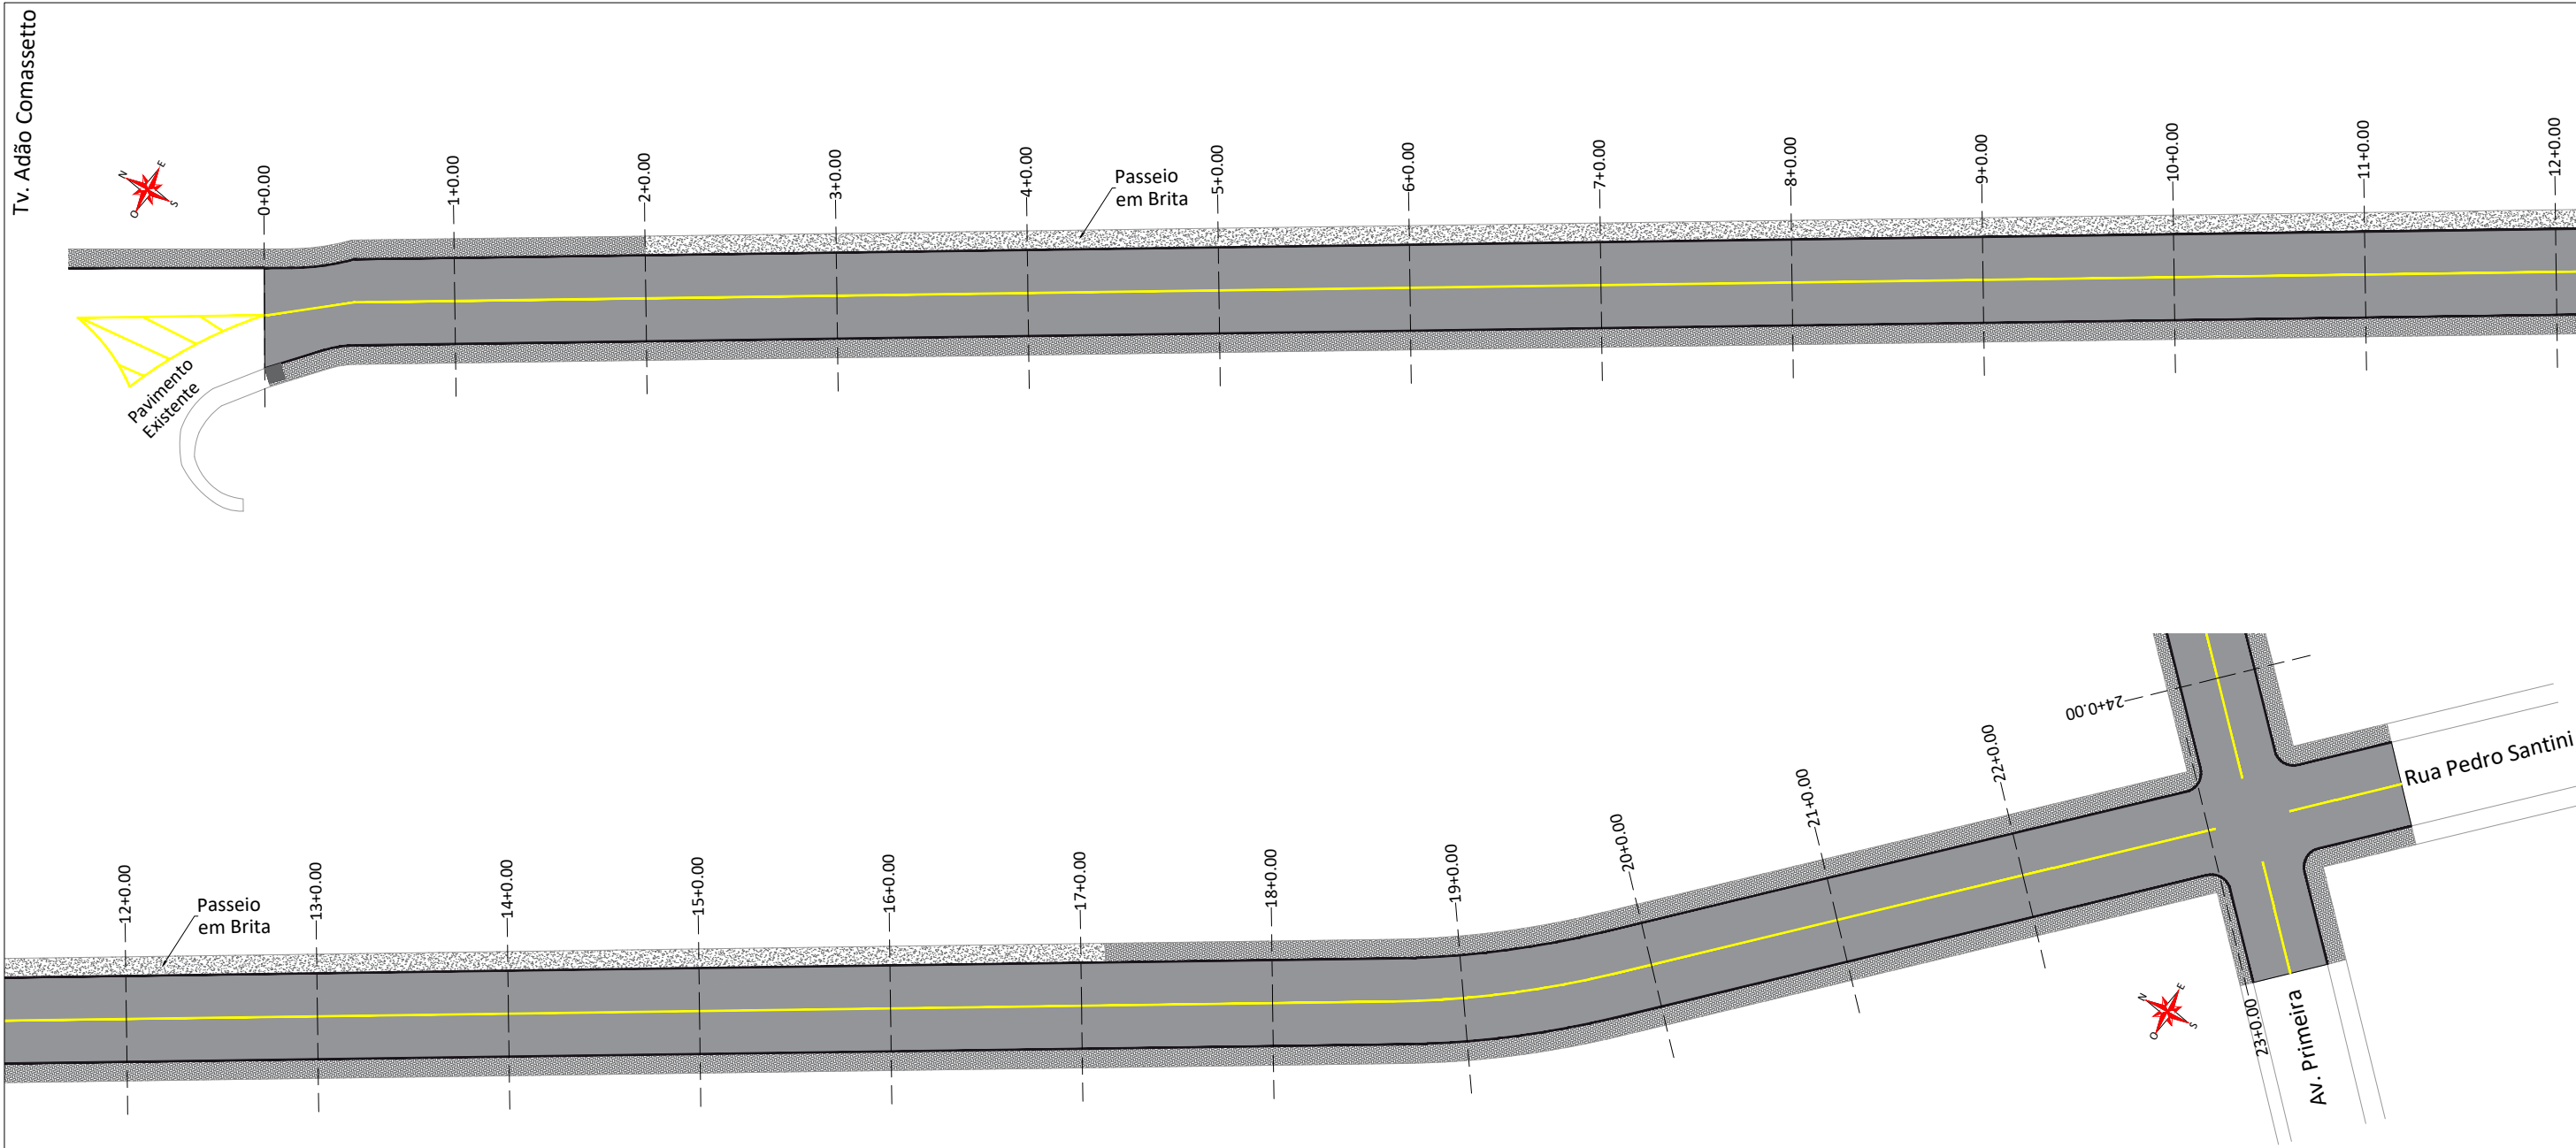 Tv. Adão Comassetto
N
E
O
S
0+0.00
1+0.00
2+0.00
3+0.00
4+0.00
Passeio
em Brita
5+0.00
6+0.00
7+0.00
8+0.00
9+0.00
10+0.00
11+0.00
12+0.00
Pavimento
Existente
12+0.00
Passeio
em Brita
13+0.00
14+0.00
15+0.00
16+0.00
17+0.00
18+0.00
19+0.00
20+0.00
21+0.00
22+0.00
24+0.00
Rua Pedro Santini
N
E
O
S
23+0.00
Av. Primeira